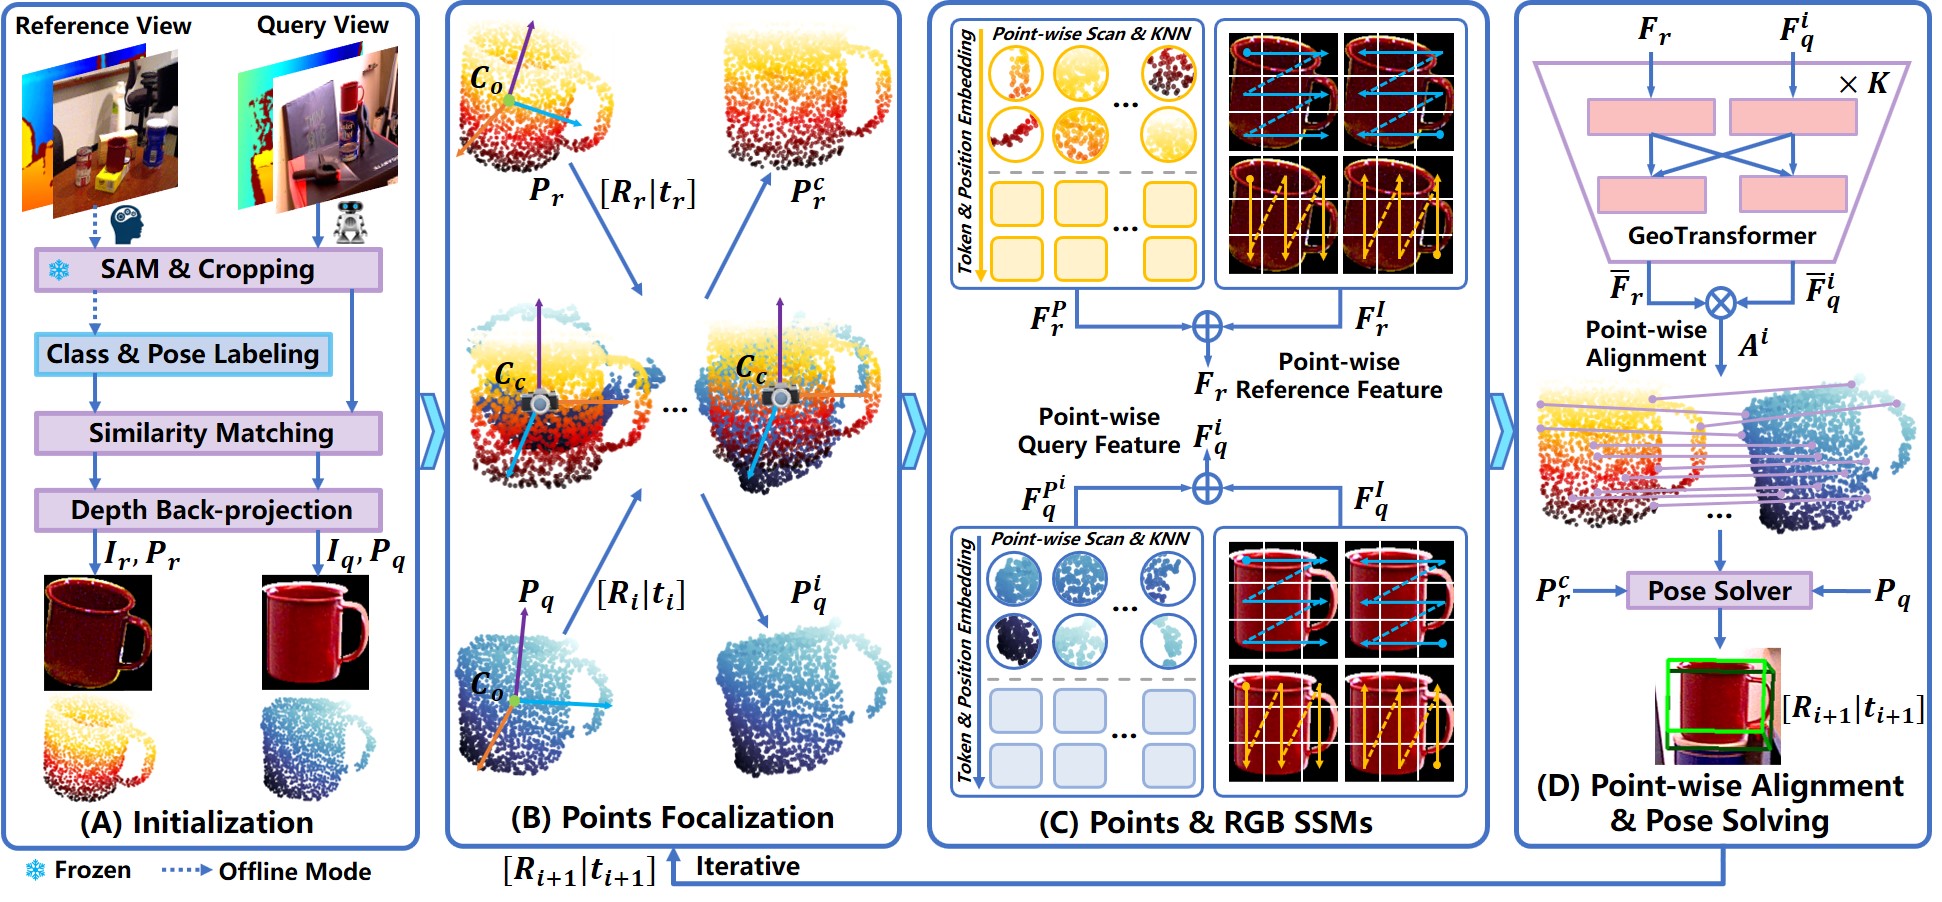 Reference View
Query View
SAM & Cropping
Class & Pose Labeling
Similarity Matching
Depth Back-projection
I_r, P_r
I_q, P_q
(A) Initialization
Frozen
Offline Mode
C_o
P_r
[R_r|t_r]
P_r^c
C_c
...
C_c
P_q
[R_i|t_i]
P_q^i
C_o
(B) Points Focalization
[R_{i+1}|t_{i+1}]
Iterative
Token & Position Embedding
Point-wise Scan & KNN
...
...
F_r^P
F_r^I
F_r
Point-wise
Reference Feature
Point-wise
Query Feature
F_q^i
F_q^{P^i}
F_q^I
Token & Position Embedding
Point-wise Scan & KNN
...
...
(C) Points & RGB SSMs
F_r
F_q^i
× K
GeoTransformer
F̅_r
F̅_q^i
Point-wise
Alignment
A^i
...
P_r^c
Pose Solver
P_q
[R_{i+1}|t_{i+1}]
(D) Point-wise Alignment
& Pose Solving